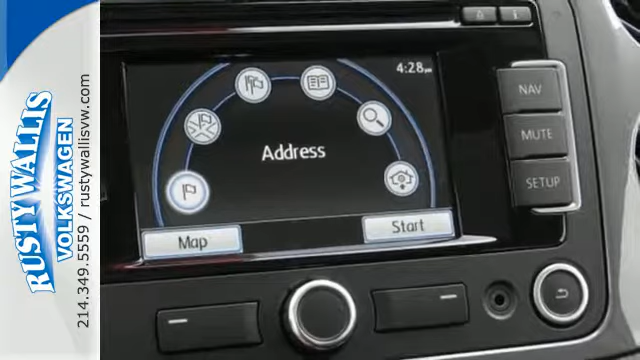 RUSTY WALLIS
VOLKSWAGEN
214.349.5559 / rustywallisvw.com
4:28pm
Address
Map
Start
NAV
MUTE
SETUP